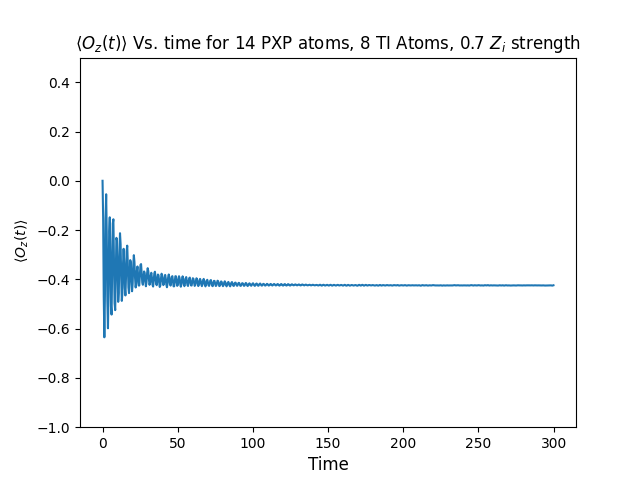 ⟨O_z(t)⟩ Vs. time for 14 PXP atoms, 8 TI Atoms, 0.7 Z_i strength
0.4
0.2
0.0
−0.2
−0.4
−0.6
−0.8
−1.0
⟨O_z(t)⟩
0 50 100 150 200 250 300
Time